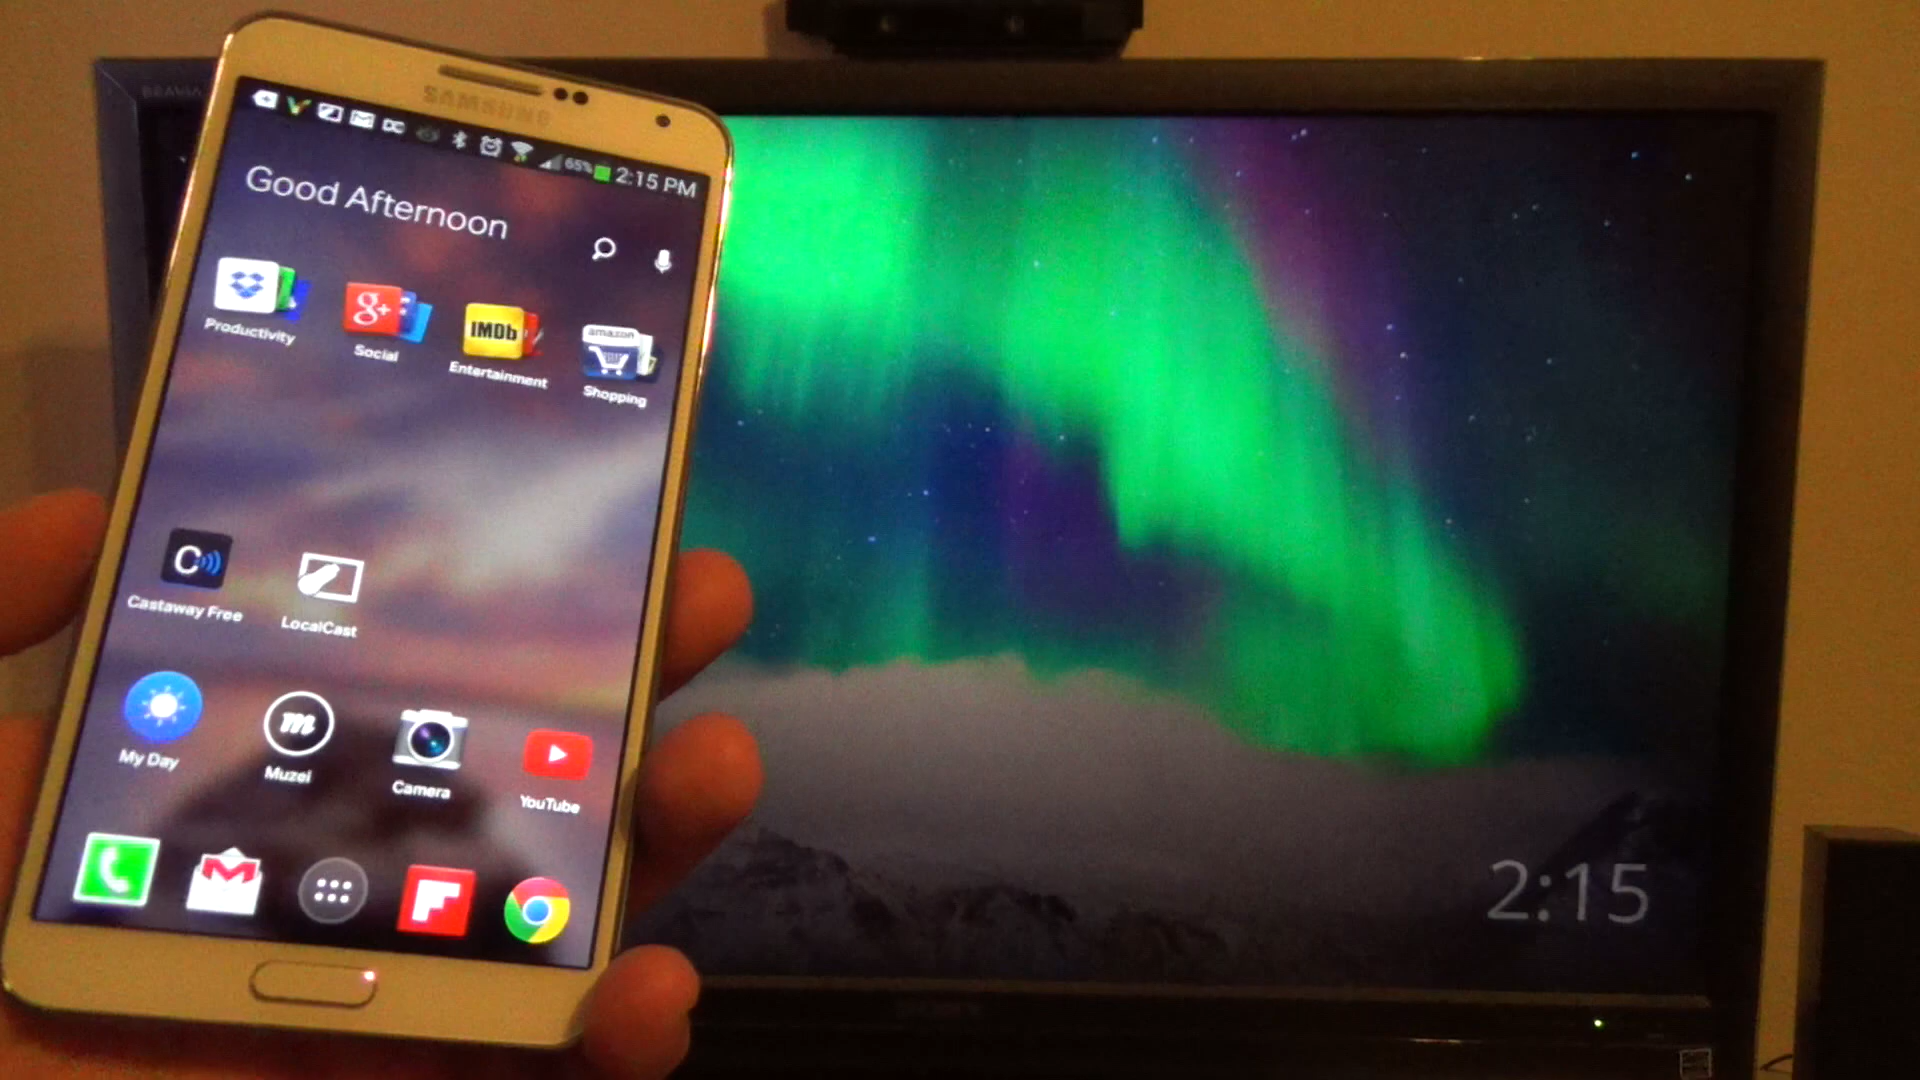 BRAVIA
SAMSUNG
65% 2:15 PM
Good Afternoon
Productivity
g+
Social
IMDb
Entertainment
amazon
Shopping
C
Castaway Free
LocalCast
My Day
m
Muzei
Camera
YouTube
2:15